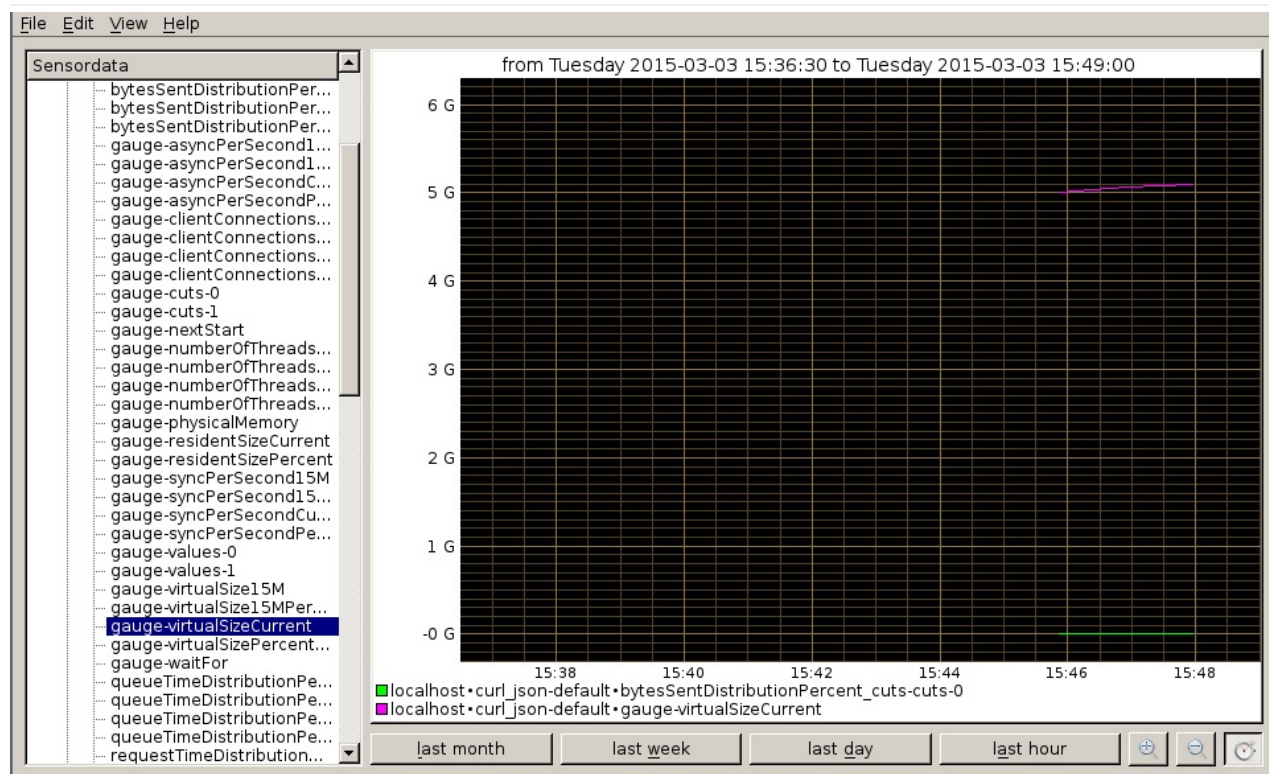 File Edit View Help
Sensordata
bytesSentDistributionPer...
bytesSentDistributionPer...
bytesSentDistributionPer...
gauge-asyncPerSecond1...
gauge-asyncPerSecond1...
gauge-asyncPerSecondC...
gauge-asyncPerSecondP...
gauge-clientConnections...
gauge-clientConnections...
gauge-clientConnections...
gauge-clientConnections...
gauge-cuts-0
gauge-cuts-1
gauge-nextStart
gauge-numberOfThreads...
gauge-numberOfThreads...
gauge-numberOfThreads...
gauge-numberOfThreads...
gauge-physicalMemory
gauge-residentSizeCurrent
gauge-residentSizePercent
gauge-syncPerSecond15M
gauge-syncPerSecond15...
gauge-syncPerSecondCu...
gauge-syncPerSecondPe...
gauge-values-0
gauge-values-1
gauge-virtualSize15M
gauge-virtualSize15MPer...
gauge-virtualSizeCurrent
gauge-virtualSizePercent...
gauge-waitFor
queueTimeDistributionPe...
queueTimeDistributionPe...
queueTimeDistributionPe...
queueTimeDistributionPe...
requestTimeDistribution...
from Tuesday 2015-03-03 15:36:30 to Tuesday 2015-03-03 15:49:00
6 G
5 G
4 G
3 G
2 G
1 G
-0 G
15:38 15:40 15:42 15:44 15:46 15:48
localhost•curl_json-default•bytesSentDistributionPercent_cuts-cuts-0
localhost•curl_json-default•gauge-virtualSizeCurrent
last month last week last day last hour